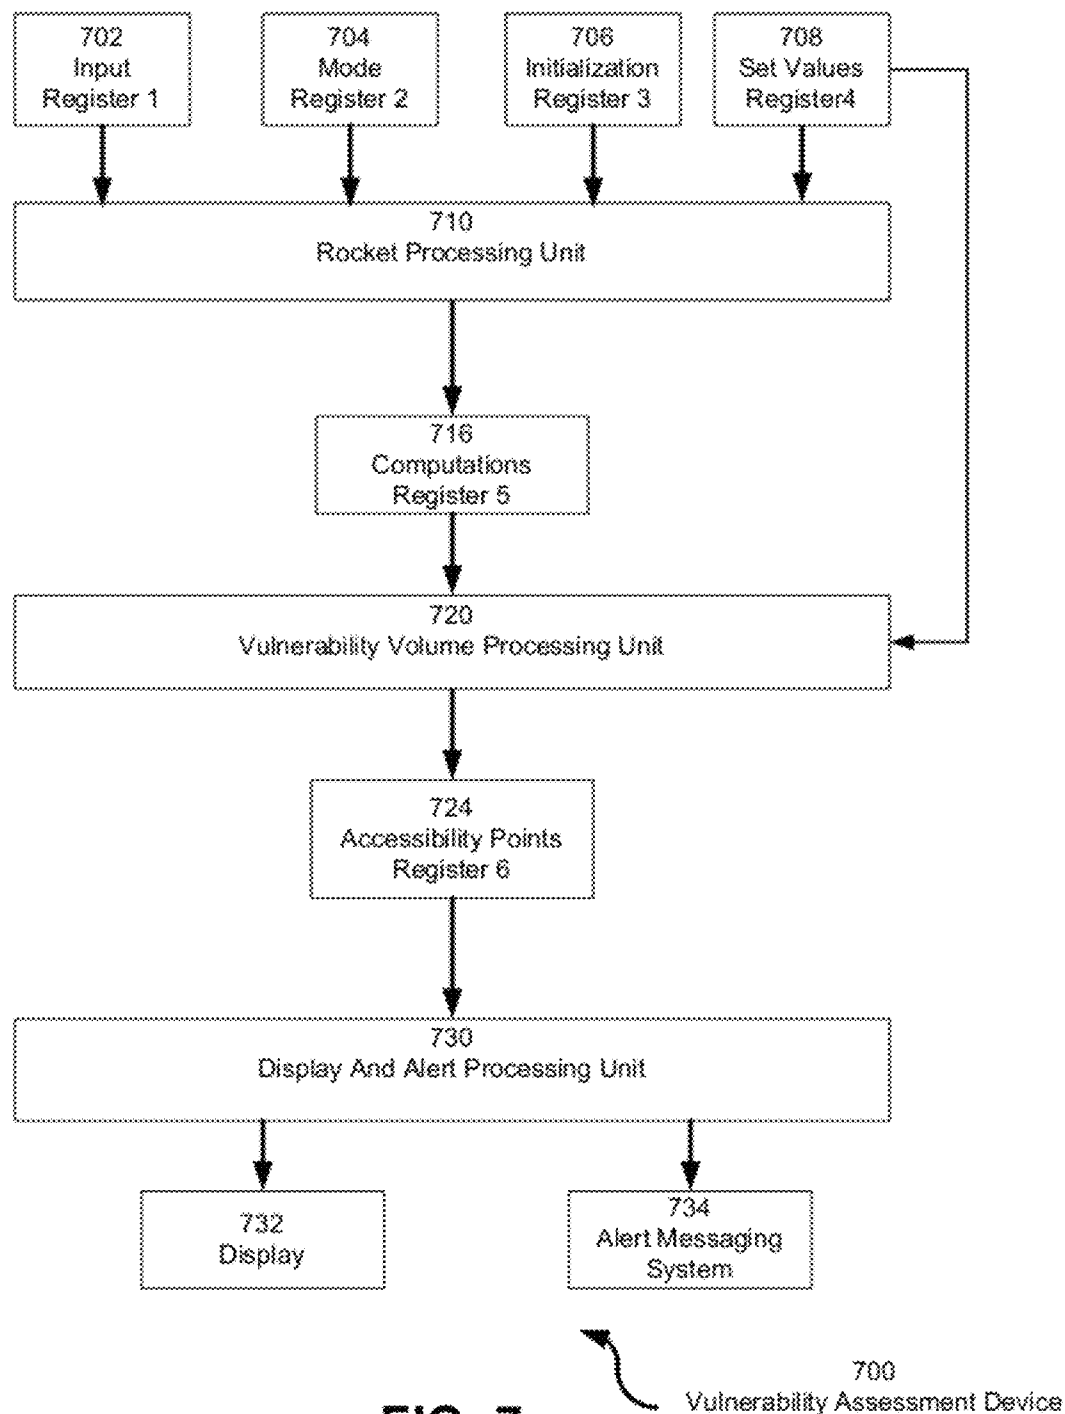 702
Input
Register 1
704
Mode
Register 2
706
Initialization
Register 3
708
Set Values
Register4
710
Rocket Processing Unit
716
Computations
Register 5
720
Vulnerability Volume Processing Unit
724
Accessibility Points
Register 6
730
Display And Alert Processing Unit
732
Display
734
Alert Messaging
System
700
Vulnerability Assessment Device
FIG. 7